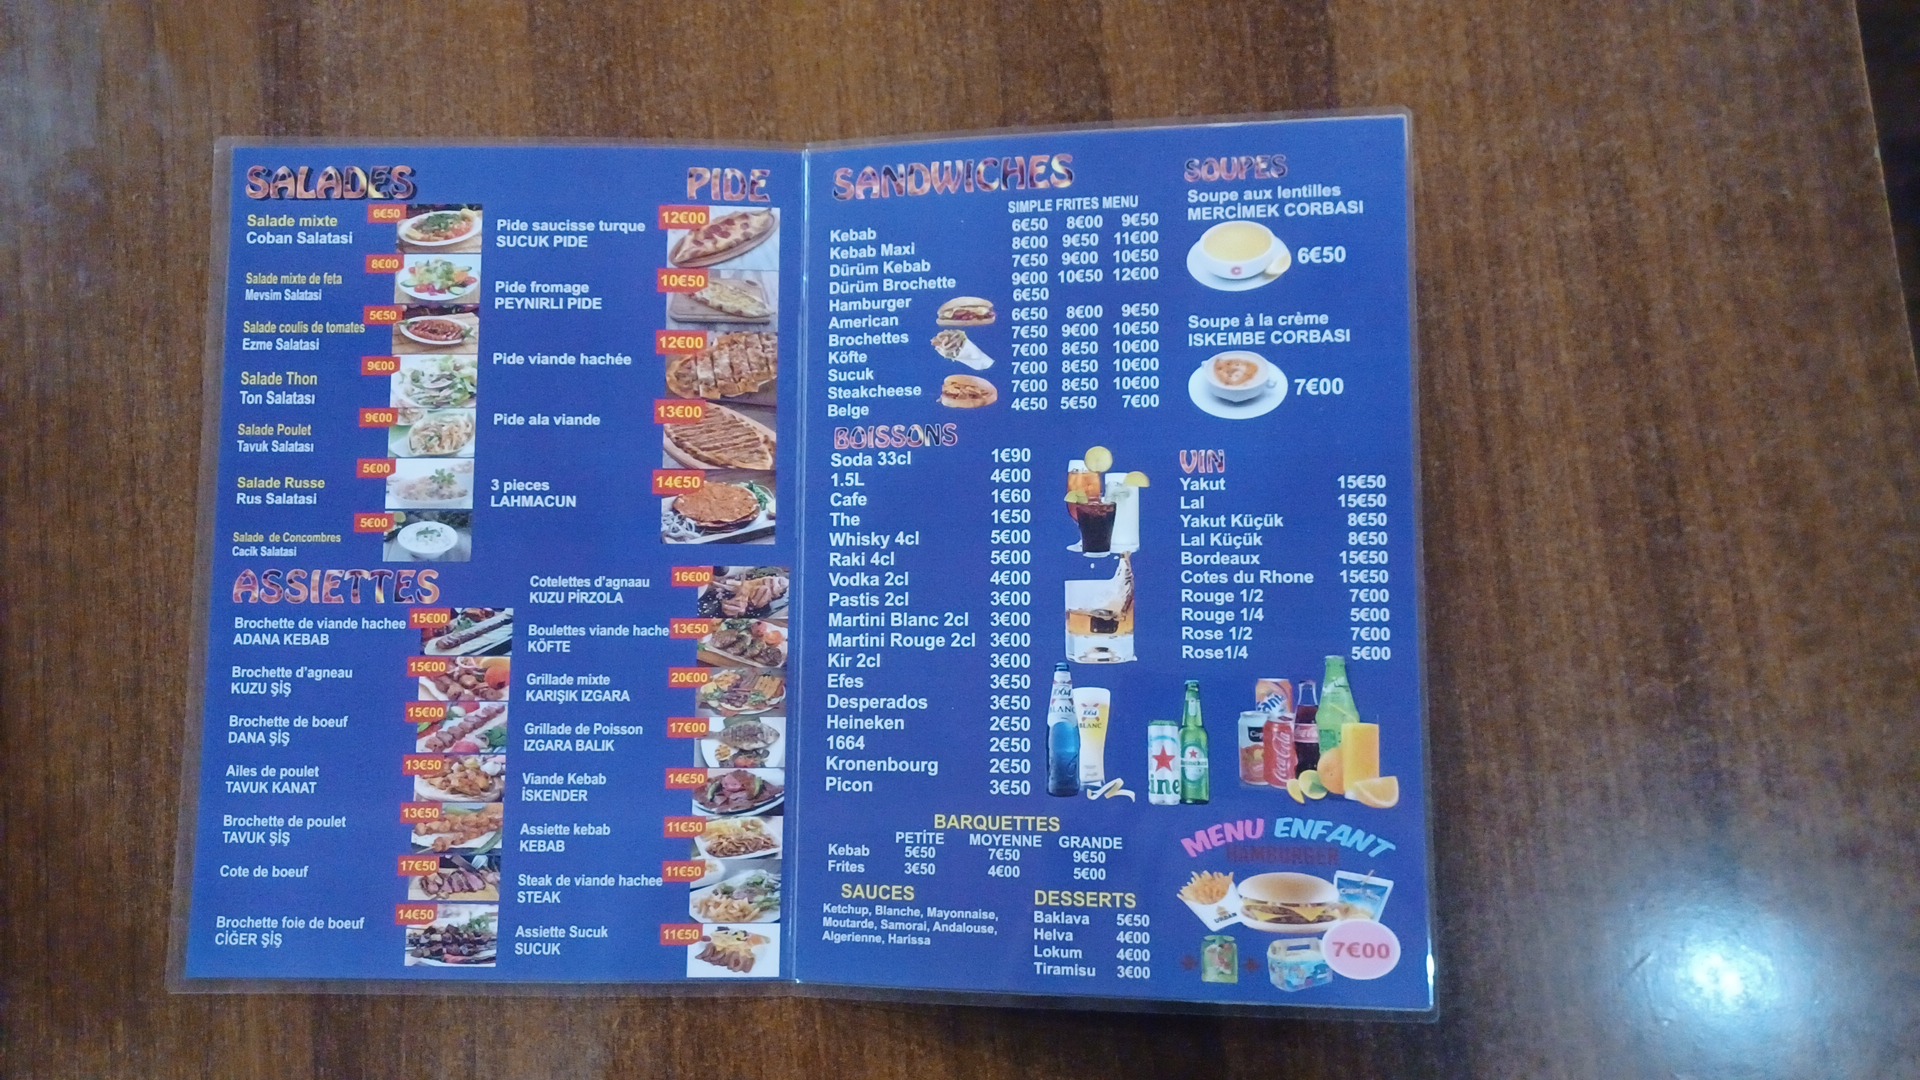 SALADES
Salade mixte 6€50
Coban Salatasi
Salade mixte de feta 8€00
Mevsim Salatasi
Salade coulis de tomates 5€50
Ezme Salatasi
Salade Thon 9€00
Ton Salatası
Salade Poulet 9€00
Tavuk Salatası
Salade Russe 5€00
Rus Salatasi
Salade de Concombres 5€00
Cacik Salatasi
PIDE
Pide saucisse turque 12€00
SUCUK PIDE
Pide fromage 10€50
PEYNIRLI PIDE
Pide viande hachée 12€00
Pide ala viande 13€00
3 pieces 14€50
LAHMACUN
ASSIETTES
Brochette de viande hachee 15€00
ADANA KEBAB
Brochette d'agneau 15€00
KUZU ŞİŞ
Brochette de boeuf 15€00
DANA ŞİŞ
Ailes de poulet 13€50
TAVUK KANAT
Brochette de poulet 13€50
TAVUK ŞİŞ
Cote de boeuf 17€50
Brochette foie de boeuf 14€50
CİĞER ŞİŞ
Cotelettes d'agnaau 16€00
KUZU PİRZOLA
Boulettes viande hache 13€50
KÖFTE
Grillade mixte 20€00
KARIŞIK IZGARA
Grillade de Poisson 17€00
IZGARA BALIK
Viande Kebab 14€50
İSKENDER
Assiette kebab 11€50
KEBAB
Steak de viande hachee 11€50
STEAK
Assiette Sucuk 11€50
SUCUK
SANDWICHES
SIMPLE FRITES MENU
Kebab 6€50 8€00 9€50
Kebab Maxi 8€00 9€50 11€00
Dürüm Kebab 7€50 9€00 10€50
Dürüm Brochette 9€00 10€50 12€00
Hamburger 6€50
American 6€50 8€00 9€50
Brochettes 7€50 9€00 10€50
Köfte 7€00 8€50 10€00
Sucuk 7€00 8€50 10€00
Steakcheese 7€00 8€50 10€00
Belge 4€50 5€50 7€00
SOUPES
Soupe aux lentilles
MERCİMEK CORBASI
6€50
Soupe à la crème
ISKEMBE CORBASI
7€00
BOISSONS
Soda 33cl 1€90
1.5L 4€00
Cafe 1€60
The 1€50
Whisky 4cl 5€00
Raki 4cl 5€00
Vodka 2cl 4€00
Pastis 2cl 3€00
Martini Blanc 2cl 3€00
Martini Rouge 2cl 3€00
Kir 2cl 3€00
Efes 3€50
Desperados 3€50
Heineken 2€50
1664 2€50
Kronenbourg 2€50
Picon 3€50
VIN
Yakut 15€50
Lal 15€50
Yakut Küçük 8€50
Lal Küçük 8€50
Bordeaux 15€50
Cotes du Rhone 15€50
Rouge 1/2 7€00
Rouge 1/4 5€00
Rose 1/2 7€00
Rose1/4 5€00
BARQUETTES
PETİTE MOYENNE GRANDE
Kebab 5€50 7€50 9€50
Frites 3€50 4€00 5€00
SAUCES
Ketchup, Blanche, Mayonnaise,
Moutarde, Samorai, Andalouse,
Algerienne, Harissa
DESSERTS
Baklava 5€50
Helva 4€00
Lokum 4€00
Tiramisu 3€00
MENU ENFANT
HAMBURGER
+ +
7€00